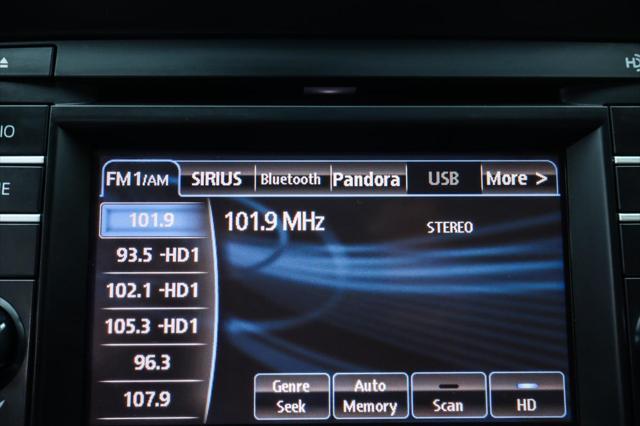 FM1/AM SIRIUS Bluetooth Pandora USB More >
101.9
101.9 MHz STEREO
93.5 -HD1
102.1 -HD1
105.3 -HD1
96.3
107.9
Genre Seek
Auto Memory
Scan
HD